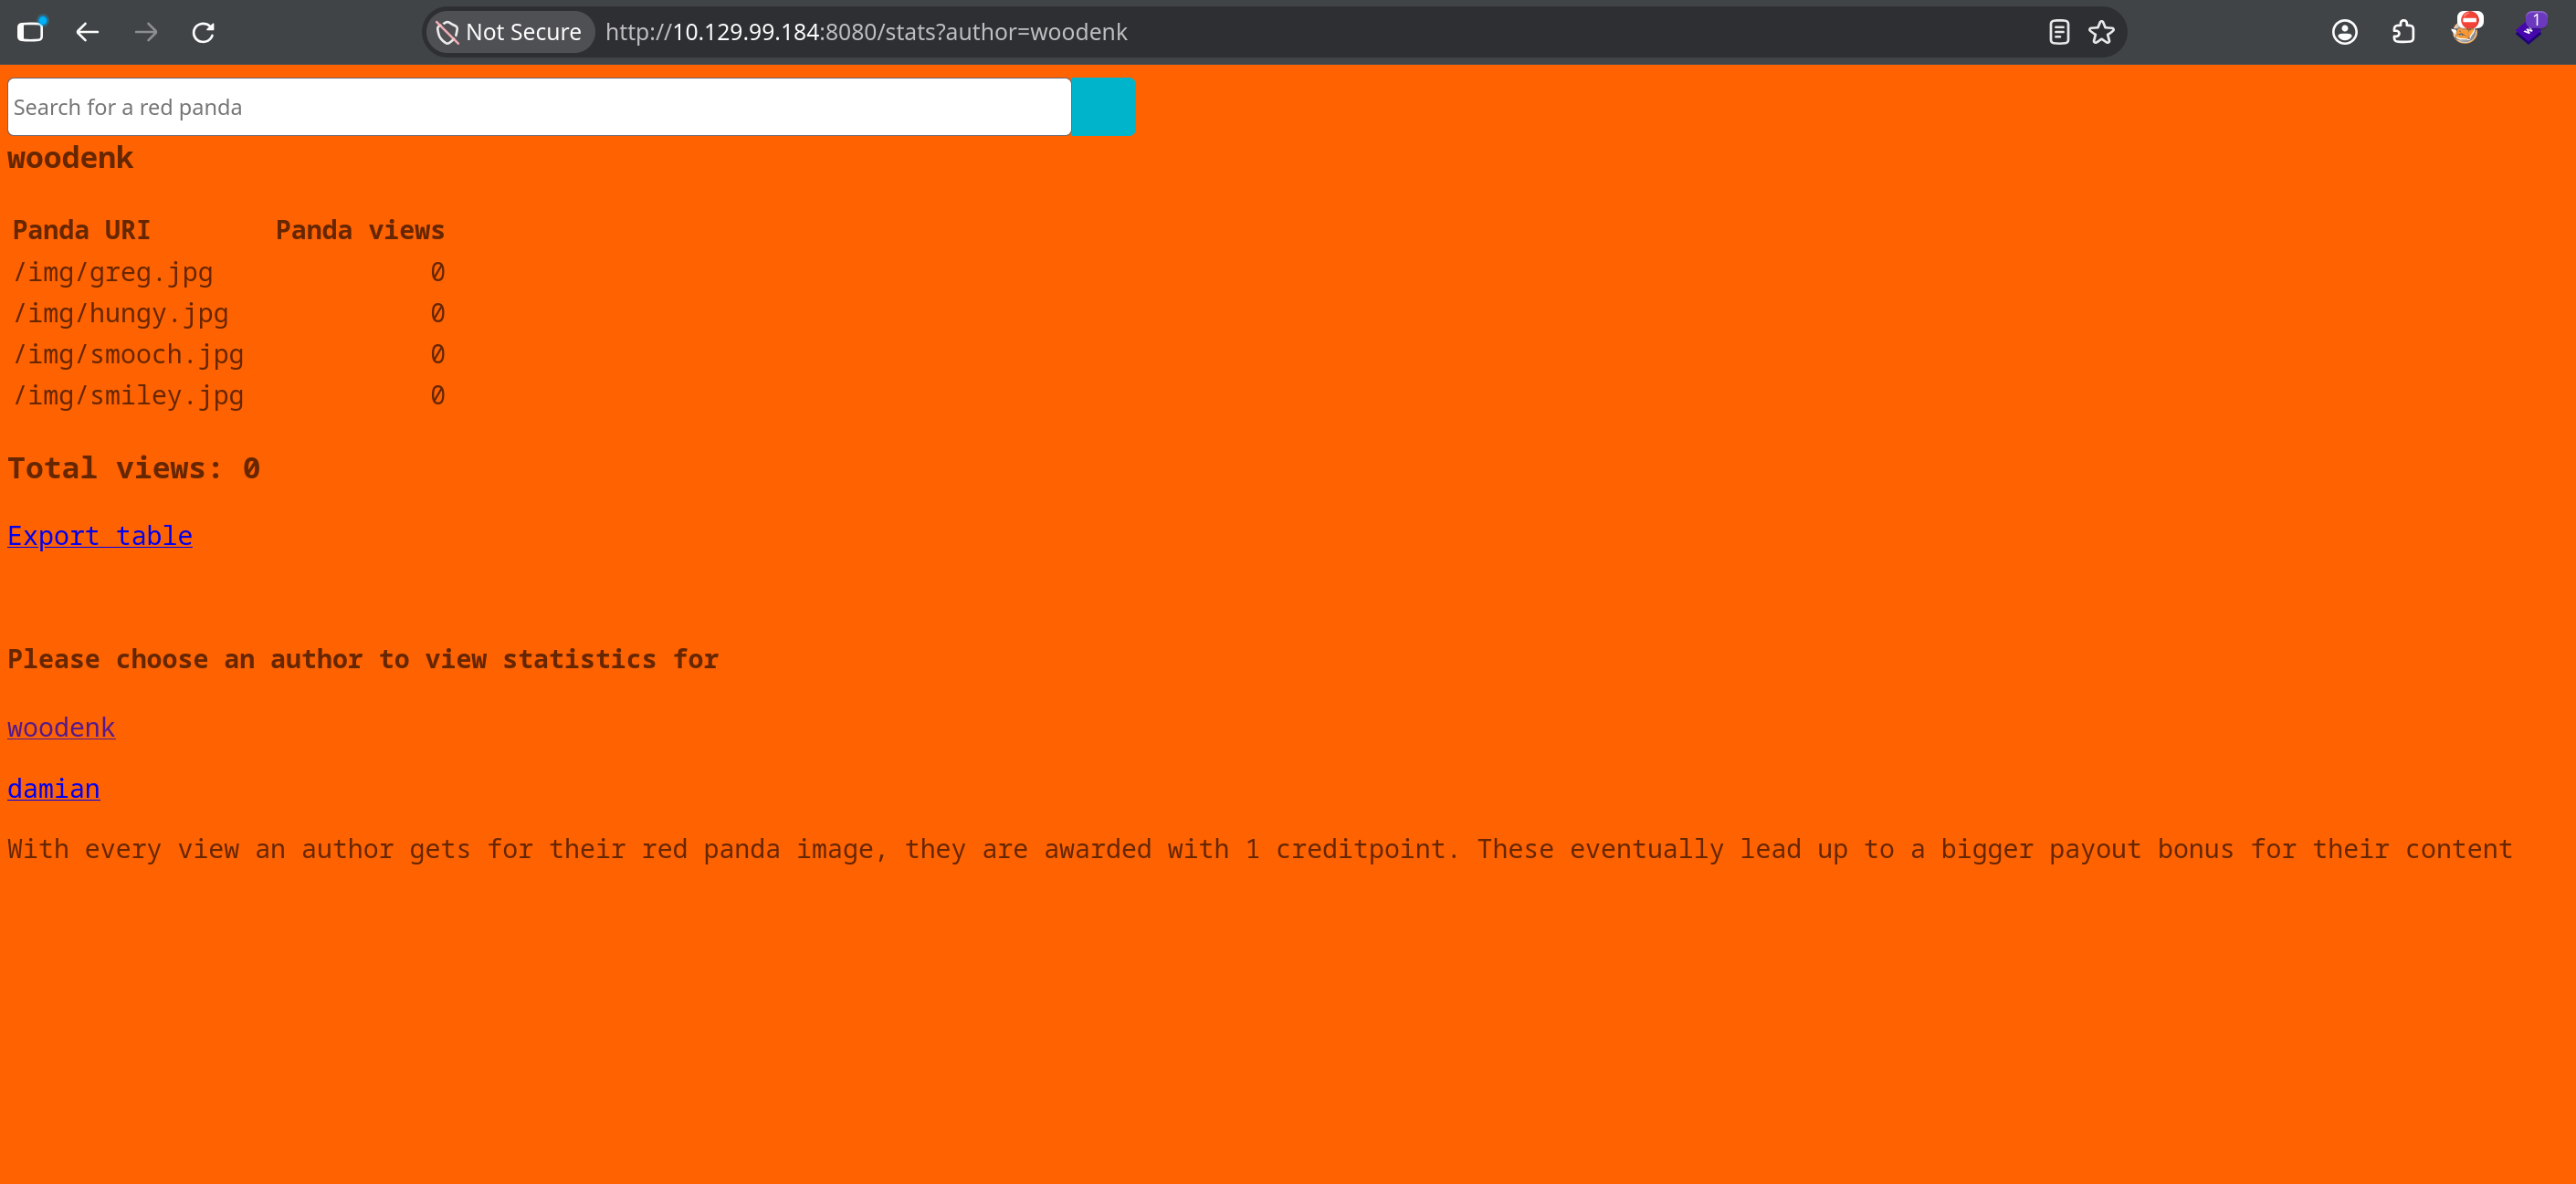 Not Secure http://10.129.99.184:8080/stats?author=woodenk 1
Search for a red panda
woodenk
Panda URI Panda views
/img/greg.jpg 0
/img/hungy.jpg 0
/img/smooch.jpg 0
/img/smiley.jpg 0
Total views: 0
Export table
Please choose an author to view statistics for
woodenk
damian
With every view an author gets for their red panda image, they are awarded with 1 creditpoint. These eventually lead up to a bigger payout bonus for their content